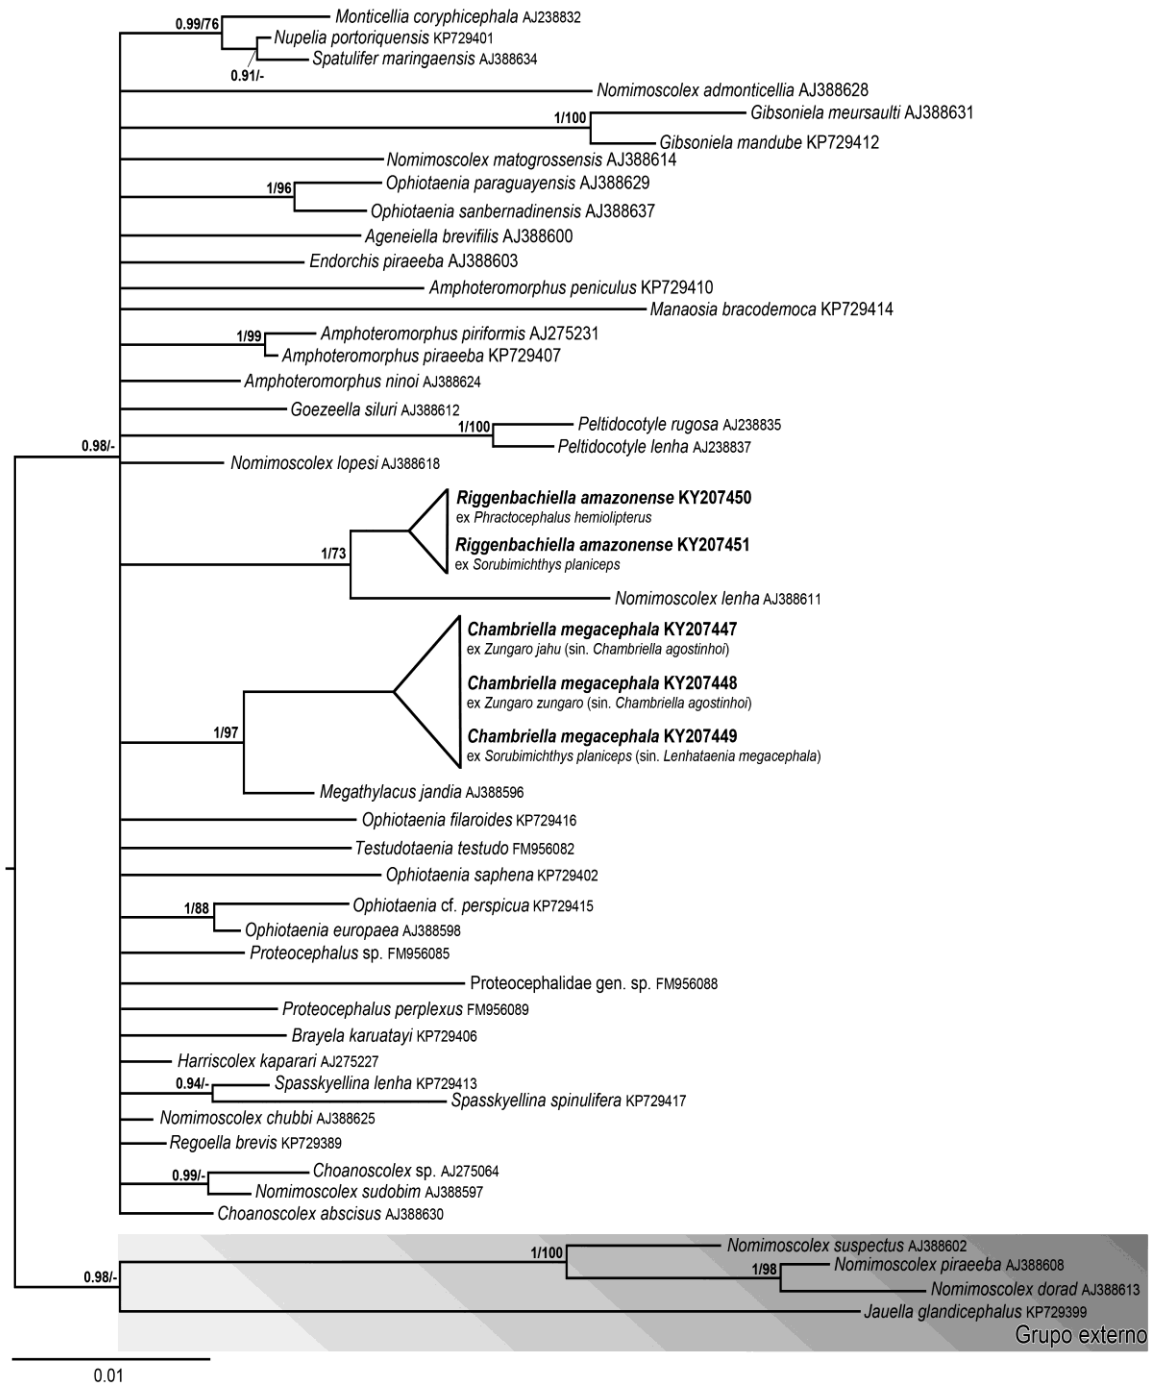 0.99/76
Monticellia coryphicephala AJ238832
Nupelia portoriquensis KP729401
Spatulifer maringaensis AJ388634
0.91/-
Nomimoscolex admonticellia AJ388628
Gibsoniela meursaulti AJ388631
1/100
Gibsoniela mandube KP729412
Nomimoscolex matogrossensis AJ388614
Ophiotaenia paraguayensis AJ388629
1/96
Ophiotaenia sanbernadinensis AJ388637
Ageneiella brevifilis AJ388600
Endorchis piraeeba AJ388603
Amphoteromorphus peniculus KP729410
Manaosia bracodemoca KP729414
Amphoteromorphus piriformis AJ275231
1/99
Amphoteromorphus piraeeba KP729407
Amphoteromorphus ninoi AJ388624
Goezeella siluri AJ388612
Peltidocotyle rugosa AJ238835
1/100
Peltidocotyle lenha AJ238837
0.98/-
Nomimoscolex lopesi AJ388618
Riggenbachiella amazonense KY207450
ex Phractocephalus hemiolipterus
Riggenbachiella amazonense KY207451
1/73
ex Sorubimichthys planiceps
Nomimoscolex lenha AJ388611
Chambriella megacephala KY207447
ex Zungaro jahu (sin. Chambriella agostinhoi)
Chambriella megacephala KY207448
ex Zungaro zungaro (sin. Chambriella agostinhoi)
1/97
Chambriella megacephala KY207449
ex Sorubimichthys planiceps (sin. Lenhataenia megacephala)
Megathylacus jandia AJ388596
Ophiotaenia filaroides KP729416
Testudotaenia testudo FM956082
Ophiotaenia saphena KP729402
1/88
Ophiotaenia cf. perspicua KP729415
Ophiotaenia europaea AJ388598
Proteocephalus sp. FM956085
Proteocephalidae gen. sp. FM956088
Proteocephalus perplexus FM956089
Brayela karuatayi KP729406
Harriscolex kaparari AJ275227
0.94/-
Spasskyellina lenha KP729413
Spasskyellina spinulifera KP729417
Nomimoscolex chubbi AJ388625
Regoella brevis KP729389
0.99/-
Choanoscolex sp. AJ275064
Nomimoscolex sudobim AJ388597
Choanoscolex abscisus AJ388630
1/100
Nomimoscolex suspectus AJ388602
1/98
Nomimoscolex piraeeba AJ388608
0.98/-
Nomimoscolex dorad AJ388613
Jauella glandicephalus KP729399
Grupo externo
0.01